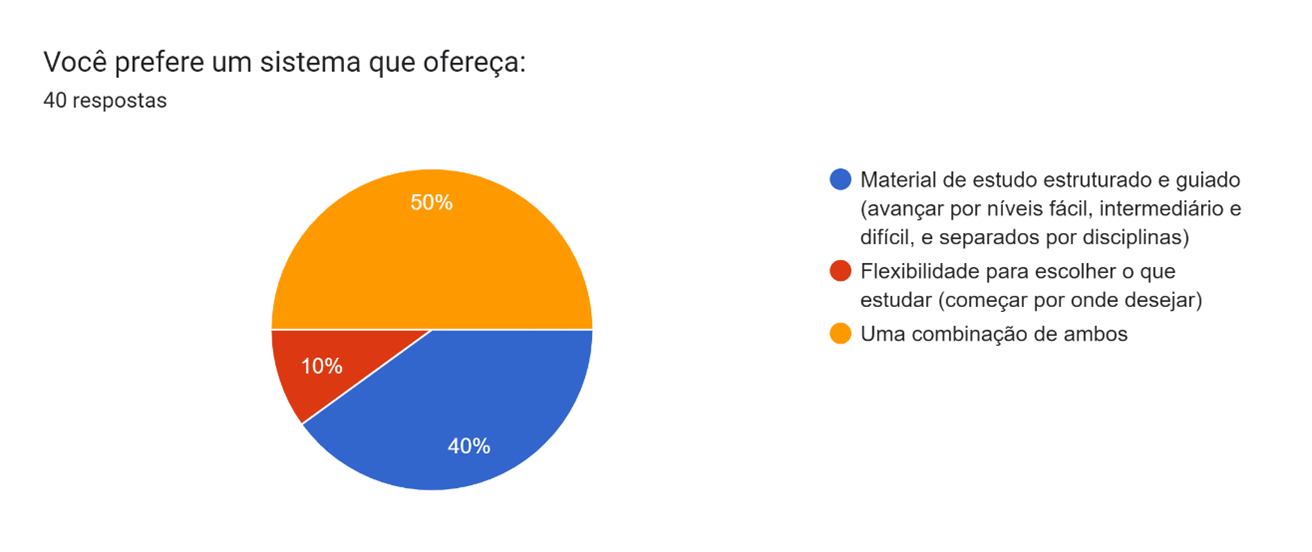 Você prefere um sistema que ofereça:
40 respostas
50%
10%
40%
Material de estudo estruturado e guiado
(avançar por níveis fácil, intermediário e
difícil, e separados por disciplinas)
Flexibilidade para escolher o que
estudar (começar por onde desejar)
Uma combinação de ambos